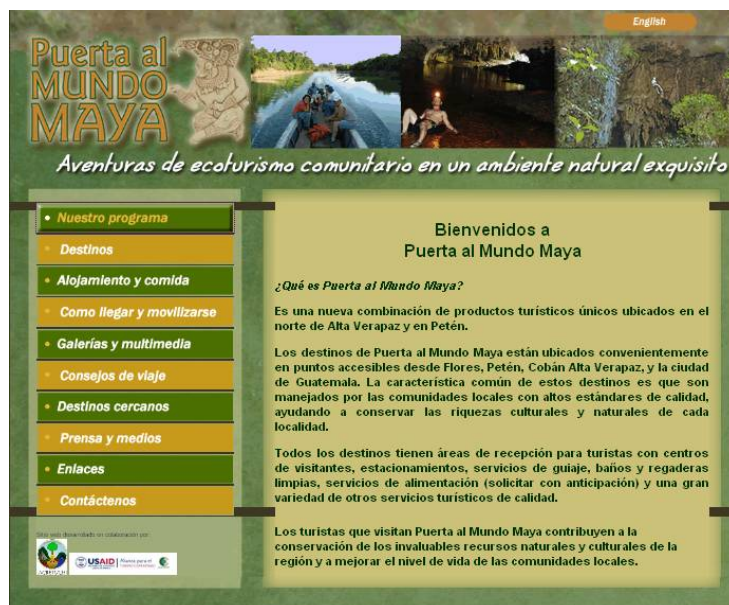 English
Puerta al
MUNDO
MAYA
Aventuras de ecoturismo comunitario en un ambiente natural exquisito
Nuestro programa
Destinos
Alojamiento y comida
Como llegar y movilizarse
Galerías y multimedia
Consejos de viaje
Destinos cercanos
Prensa y medios
Enlaces
Contáctenos
Sitio web desarrollado en colaboración por:
USAID
Bienvenidos a
Puerta al Mundo Maya
¿Qué es Puerta al Mundo Maya?
Es una nueva combinación de productos turísticos únicos ubicados en el
norte de Alta Verapaz y en Petén.
Los destinos de Puerta al Mundo Maya están ubicados convenientemente
en puntos accesibles desde Flores, Petén, Cobán Alta Verapaz, y la ciudad
de Guatemala. La característica común de estos destinos es que son
manejados por las comunidades locales con altos estándares de calidad,
ayudando a conservar las riquezas culturales y naturales de cada
localidad.
Todos los destinos tienen áreas de recepción para turistas con centros
de visitantes, estacionamientos, servicios de guiaje, baños y regaderas
limpias, servicios de alimentación (solicitar con anticipación) y una gran
variedad de otros servicios turísticos de calidad.
Los turistas que visitan Puerta al Mundo Maya contribuyen a la
conservación de los invaluables recursos naturales y culturales de la
región y a mejorar el nivel de vida de las comunidades locales.